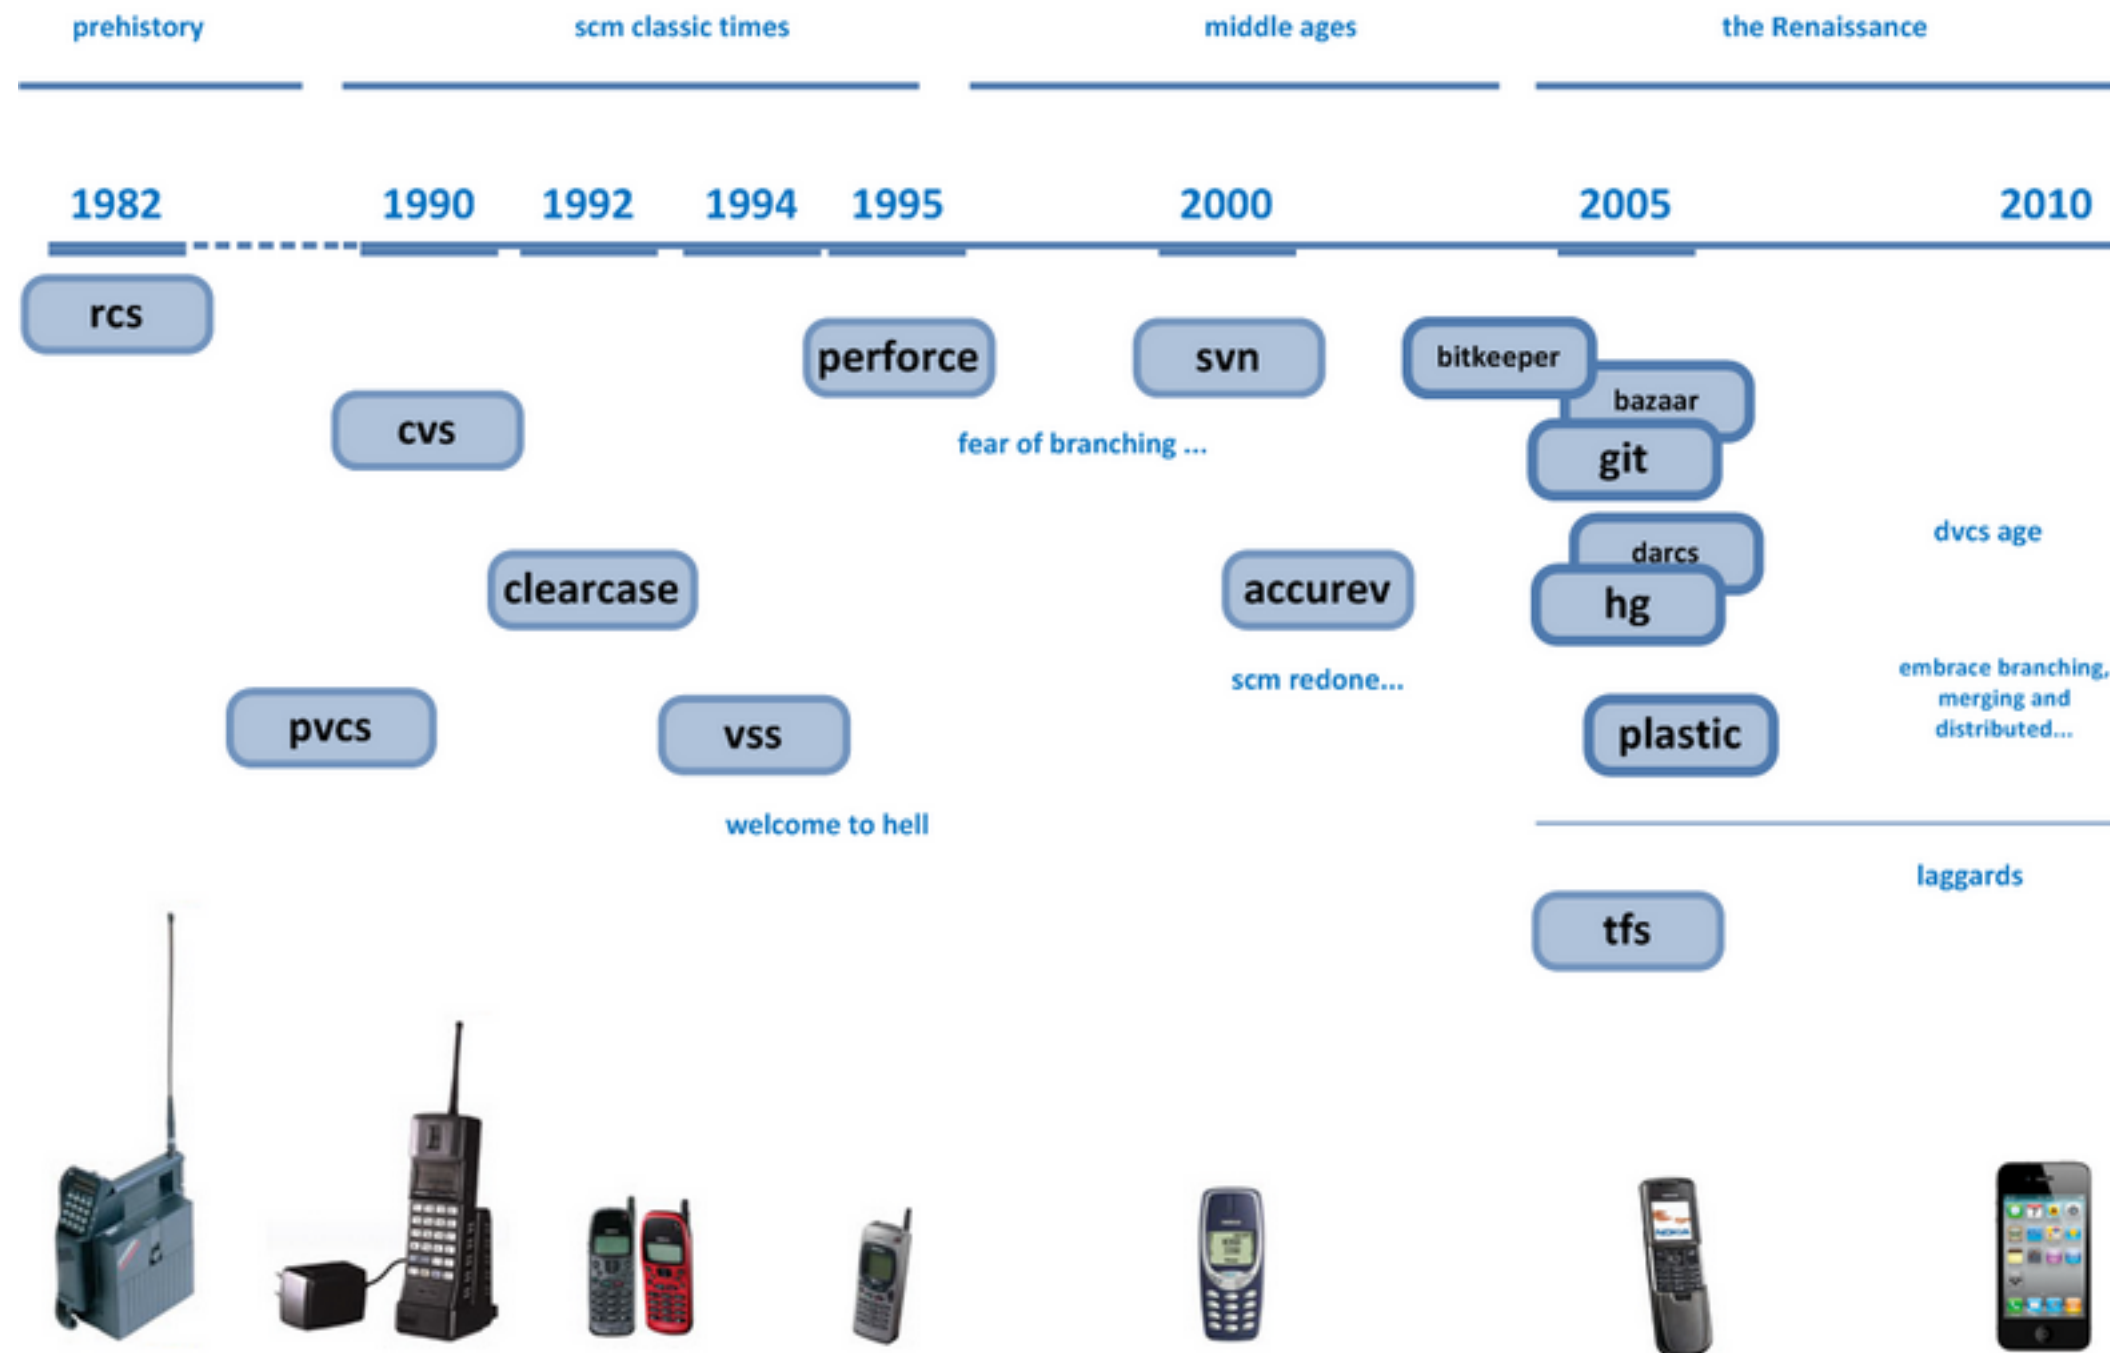 prehistory
scm classic times
middle ages
the Renaissance
1982
1990
1992
1994
1995
2000
2005
2010
rcs
perforce
svn
bitkeeper
bazaar
cvs
fear of branching ...
git
dvcs age
darcs
clearcase
accurev
hg
scm redone...
embrace branching,
merging and
distributed...
pvcs
vss
plastic
welcome to hell
laggards
tfs
NOKIA